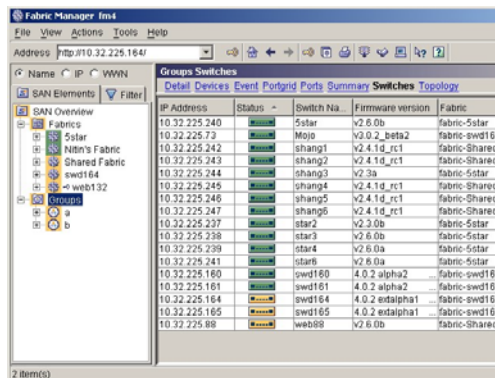 Fabric Manager fm4
File View Actions Tools Help
Address http://10.32.225.164/
Name IP WWN
Groups Switches
SAN Elements Filter
Detail Devices Event Portgrid Ports Summary Switches Topology
SAN Overview
Fabrics
5star
Nitin's Fabric
Shared Fabric
swd164
web132
Groups
a
b
IP Address Status Switch Na... Firmware version Fabric
10.32.225.240 5star v2.6.0b fabric-5star
10.32.225.73 Mojo v3.0.2_beta2 fabric-swd16
10.32.225.242 shang1 v2.4.1d_rc1 fabric-Shared
10.32.225.243 shang2 v2.4.1d_rc1 fabric-Shared
10.32.225.244 shang3 v2.3a fabric-5star
10.32.225.245 shang4 v2.4.1d_rc1 fabric-Shared
10.32.225.246 shang5 v2.4.1d_rc1 fabric-Shared
10.32.225.247 shang6 v2.4.1d_rc1 fabric-Shared
10.32.225.237 star2 v2.3.0b fabric-5star
10.32.225.238 star3 v2.6.0b fabric-5star
10.32.225.239 star4 v2.6.0a fabric-5star
10.32.225.241 star6 v2.6.0a fabric-5star
10.32.225.160 swd160 4.0.2 alpha2 ... fabric-swd16
10.32.225.161 swd161 4.0.2 alpha2 ... fabric-swd16
10.32.225.164 swd164 4.0.2 extalpha1 ... fabric-swd16
10.32.225.165 swd165 4.0.2 extalpha1 ... fabric-swd16
10.32.225.88 web88 v2.6.0b fabric-Shared
2 item(s)